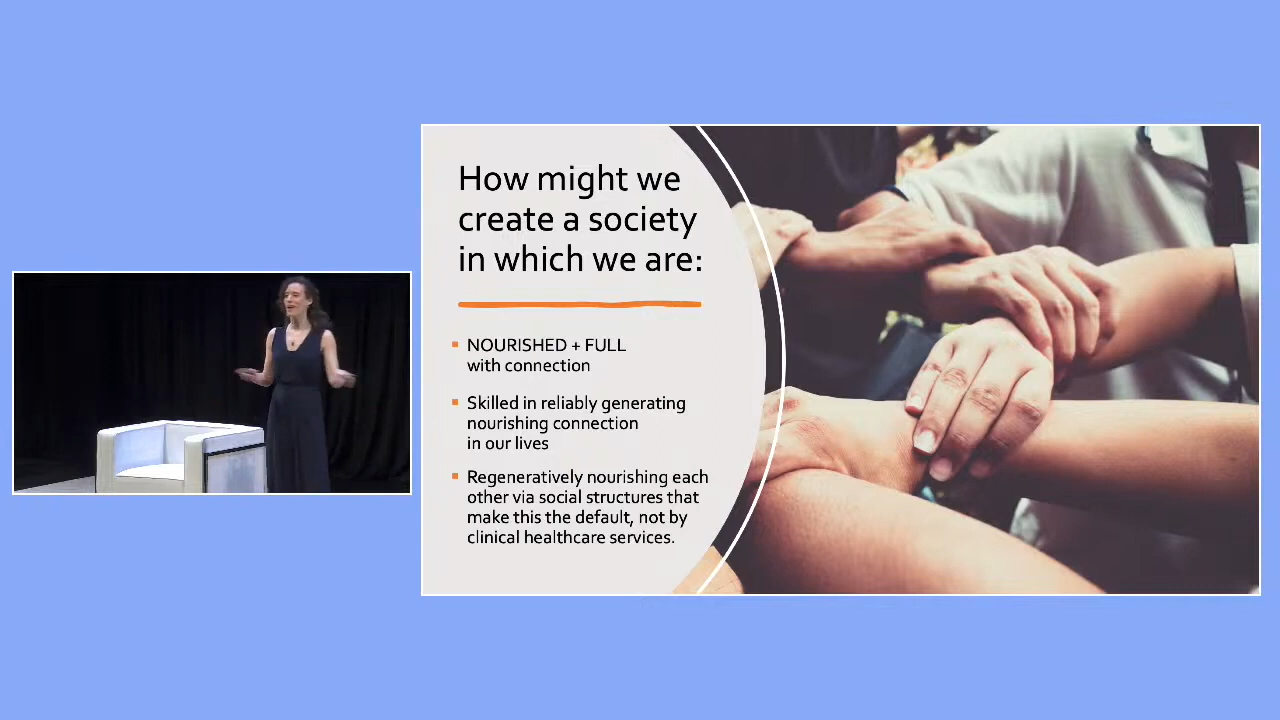 How might we
create a society
in which we are:
NOURISHED + FULL
with connection
Skilled in reliably generating
nourishing connection
in our lives
Regeneratively nourishing each
other via social structures that
make this the default, not by
clinical healthcare services.